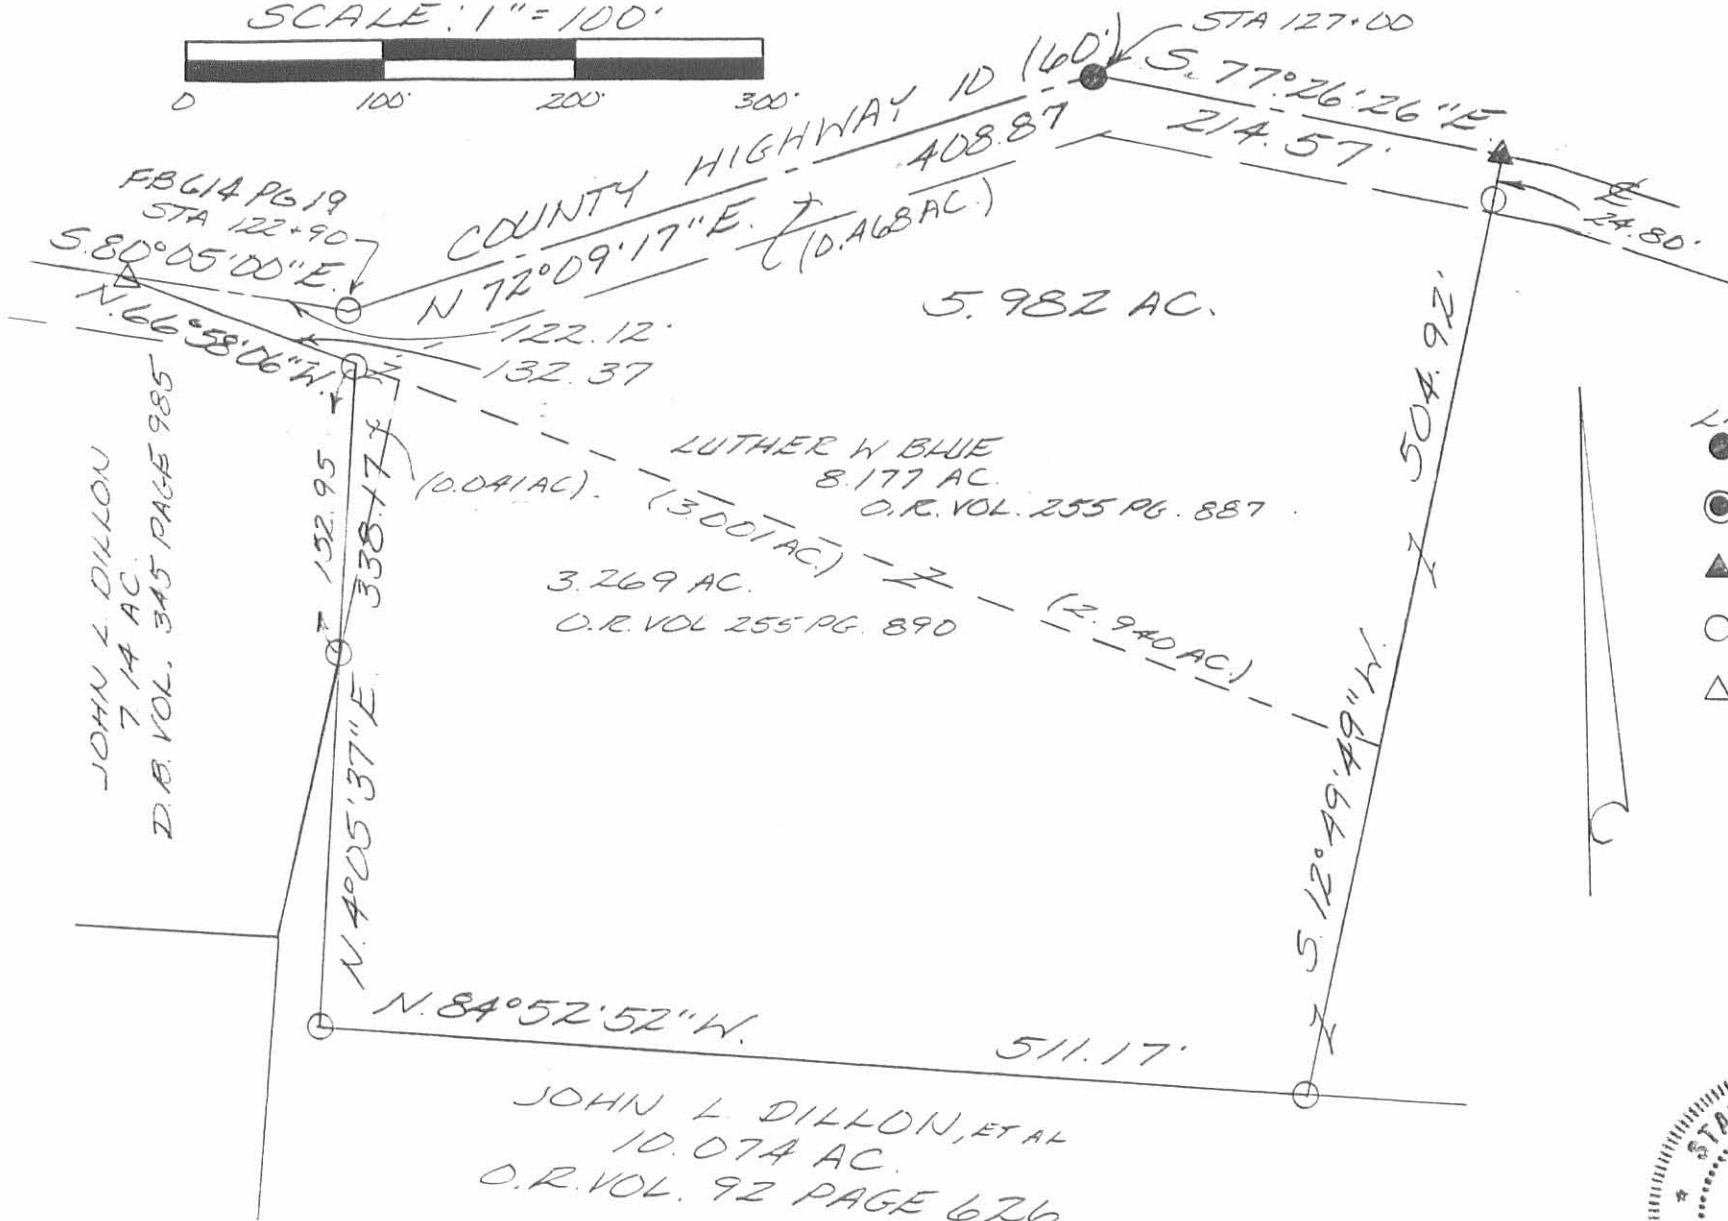 SCALE: 1"=100'
0 100' 200' 300'
STA 127+00
S. 77°26'26"E.
214.57'
COUNTY HIGHWAY 10 (60')
408.87
N 72°09'17"E.
(0.468 AC.)
FB 614 PG 19
STA 122+90
S. 80°05'00"E.
N. 66°58'06"W.
122.12'
132.37
24.80'
5.982 AC.
504.92'
S. 12°49'49"W.
LUTHER W BLUE
8.177 AC.
O.R. VOL. 255 PG. 887
(0.041 AC).
(3.001 AC.)
(2.940 AC.)
3.269 AC.
O.R. VOL 255 PG. 890
152.95
338.17
N. 4°05'37"E.
JOHN L. DILLON
7.14 AC.
D.B. VOL. 345 PAGE 985
N. 84°52'52"W.
511.17'
JOHN L. DILLON, ET AL
10.074 AC.
O.R. VOL. 92 PAGE 626